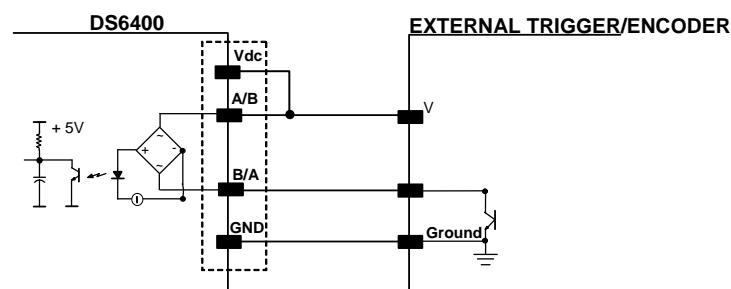 DS6400
EXTERNAL TRIGGER/ENCODER
Vdc
A/B
V
+ 5V
~
+
-
~
B/A
GND
Ground